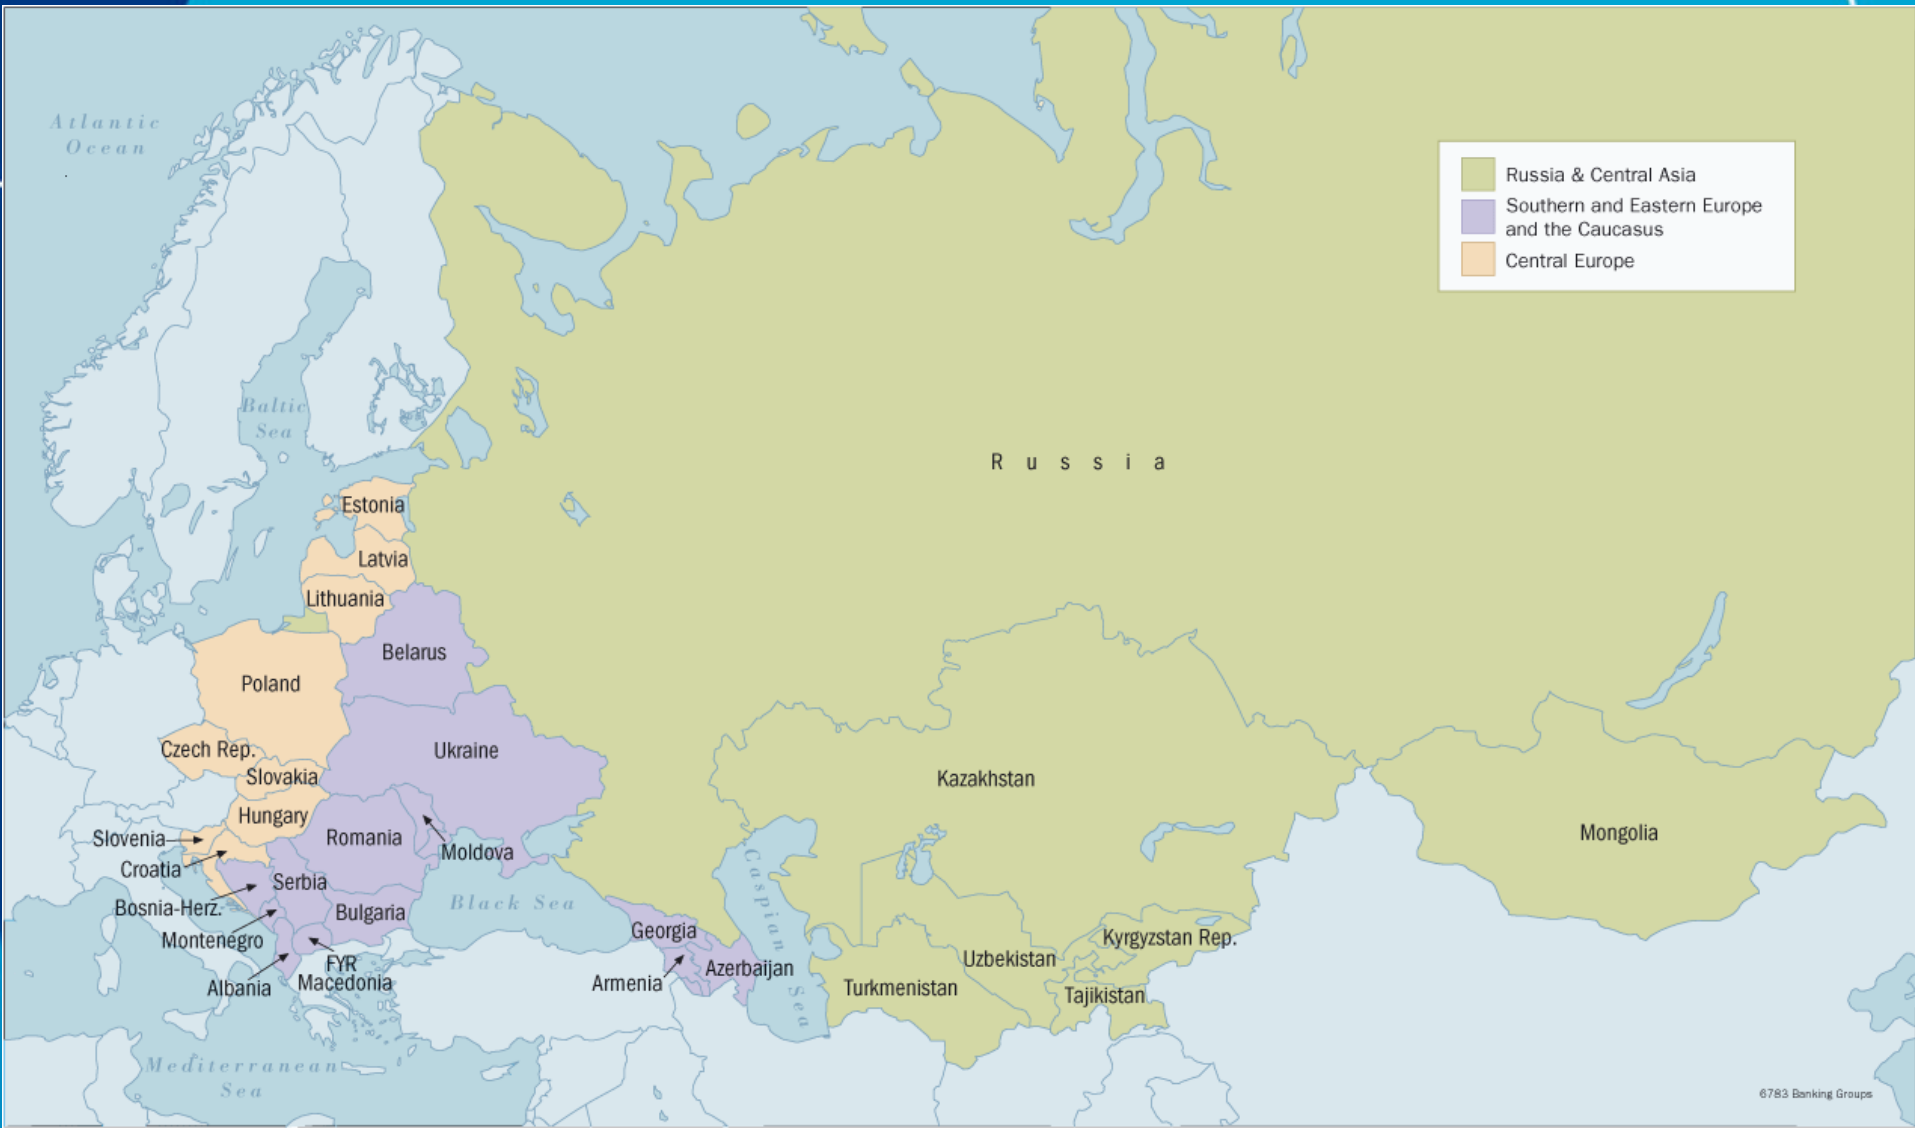 Atlantic
Ocean
Russia & Central Asia
Southern and Eastern Europe
and the Caucasus
Central Europe
Baltic
Sea
Russia
Estonia
Latvia
Lithuania
Belarus
Poland
Czech Rep.
Ukraine
Slovakia
Kazakhstan
Hungary
Mongolia
Slovenia
Romania
Moldova
Croatia
Serbia
Bosnia-Herz.
Bulgaria
Black Sea
Caspian Sea
Montenegro
Georgia
Kyrgyzstan Rep.
Uzbekistan
FYR
Macedonia
Albania
Armenia
Azerbaijan
Turkmenistan
Tajikistan
Mediterranean
Sea
6783 Banking Groups